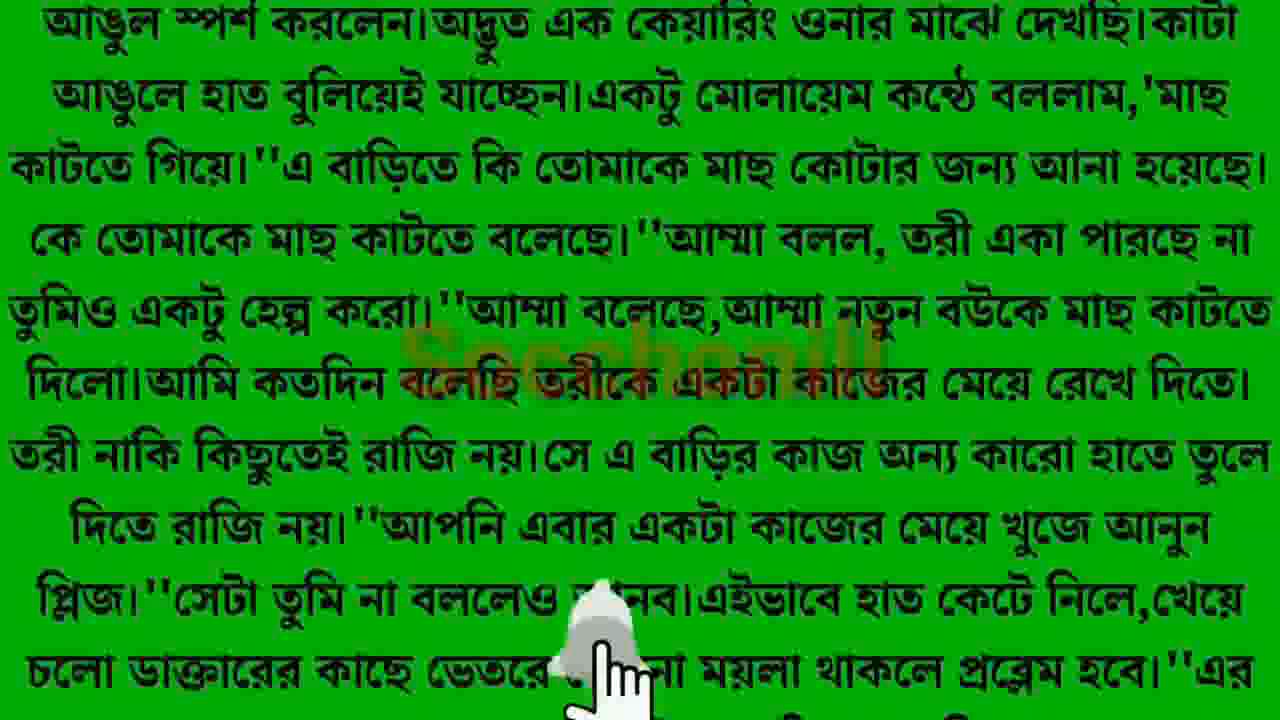 আঙুল স্পর্শ করলেন।অদ্ভুত এক কেয়ারিং ওনার মাঝে দেখছি।কাটা
আঙুলে হাত বুলিয়েই যাচ্ছেন।একটু মোলায়েম কন্ঠে বললাম,'মাছ
কাটতে গিয়ে।''এ বাড়িতে কি তোমাকে মাছ কোটার জন্য আনা হয়েছে।
কে তোমাকে মাছ কাটতে বলেছে।''আম্মা বলল, তরী একা পারছে না
তুমিও একটু হেল্প করো।''আম্মা বলেছে,আম্মা নতুন বউকে মাছ কাটতে
দিলো।আমি কতদিন বলেছি তরীকে একটা কাজের মেয়ে রেখে দিতে।
তরী নাকি কিছুতেই রাজি নয়।সে এ বাড়ির কাজ অন্য কারো হাতে তুলে
দিতে রাজি নয়।''আপনি এবার একটা কাজের মেয়ে খুজে আনুন
প্লিজ।''সেটা তুমি না বললেও এইভাবে হাত কেটে নিলে,খেয়ে
চলো ডাক্তারের কাছে ভেতরে ময়লা থাকলে প্রব্লেম হবে।''এর